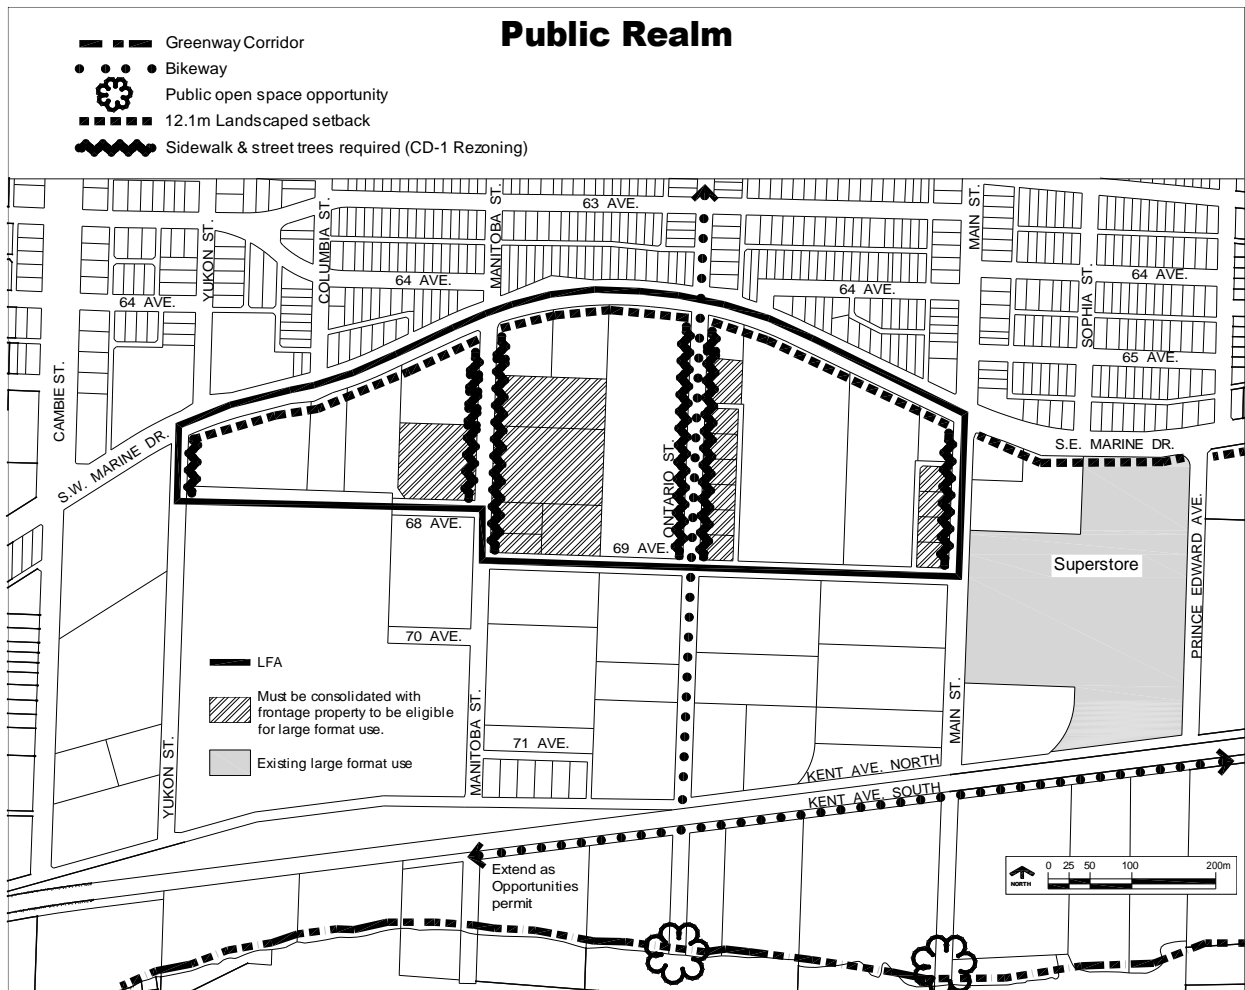 Public Realm
Greenway Corridor
Bikeway
Public open space opportunity
12.1m Landscaped setback
Sidewalk & street trees required (CD-1 Rezoning)
63 AVE.
YUKON ST.
COLUMBIA ST.
MANITOBA ST.
MAIN ST.
64 AVE.
64 AVE.
64 AVE.
64 AVE.
SOPHIA ST.
65 AVE.
CAMBIE ST.
S.W. MARINE DR.
S.E. MARINE DR.
ONTARIO ST.
68 AVE.
69 AVE.
Superstore
PRINCE EDWARD AVE.
70 AVE.
LFA
Must be consolidated with
frontage property to be eligible
for large format use.
Existing large format use
YUKON ST.
MANITOBA ST.
71 AVE.
MAIN ST.
KENT AVE. NORTH
KENT AVE. SOUTH
Extend as
Opportunities
permit
NORTH
0 25 50 100 200m